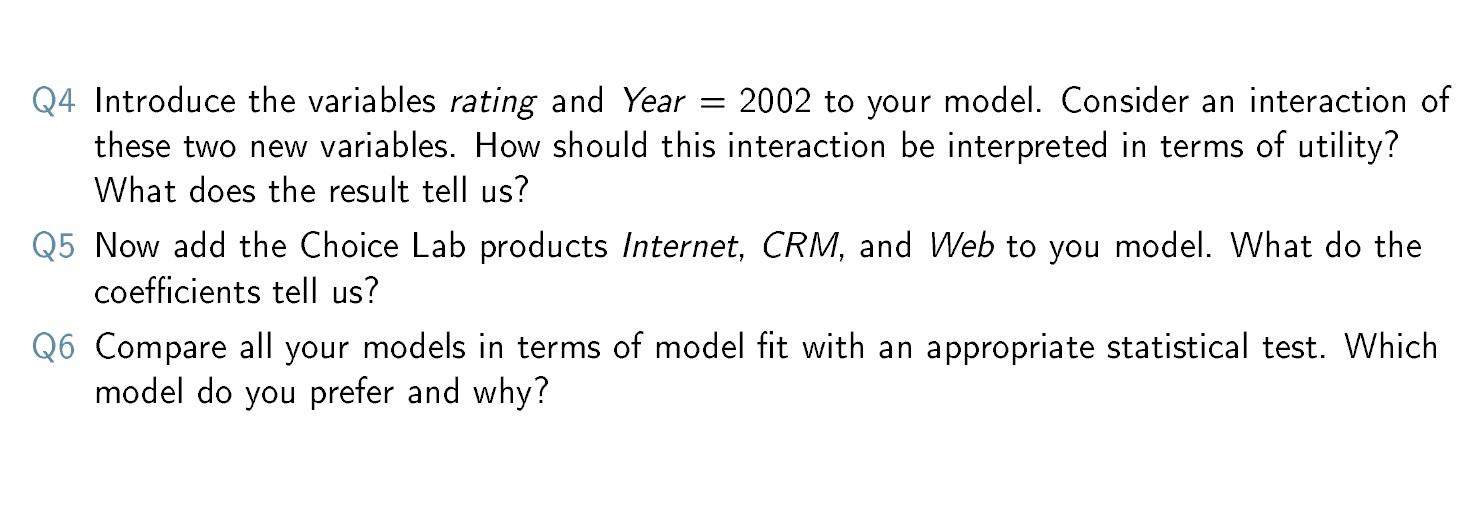 Q4 Introduce the variables rating and Year = 2002 to your model. Consider an interaction of
these two new variables. How should this interaction be interpreted in terms of utility?
What does the result tell us?
Q5 Now add the Choice Lab products Internet, CRM, and Web to you model. What do the
coefficients tell us?
Q6 Compare all your models in terms of model fit with an appropriate statistical test. Which
model do you prefer and why?